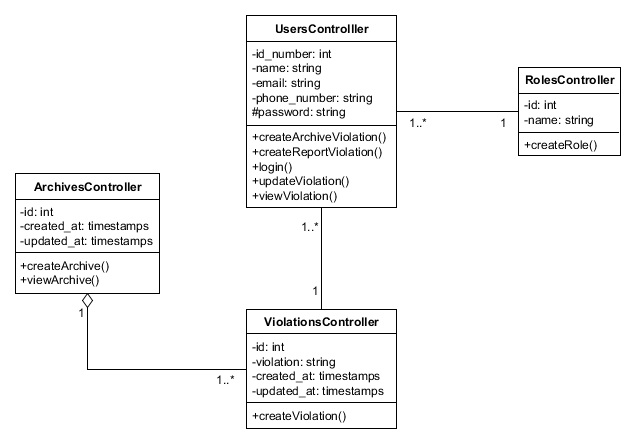 UsersControlller
-id_number: int
-name: string
-email: string
-phone_number: string
#password: string
+createArchiveViolation()
+createReportViolation()
+login()
+updateViolation()
+viewViolation()
RolesController
-id: int
-name: string
+createRole()
1..*
1
ArchivesController
-id: int
-created_at: timestamps
-updated_at: timestamps
+createArchive()
+viewArchive()
1..*
1
1
1..*
ViolationsController
-id: int
-violation: string
-created_at: timestamps
-updated_at: timestamps
+createViolation()